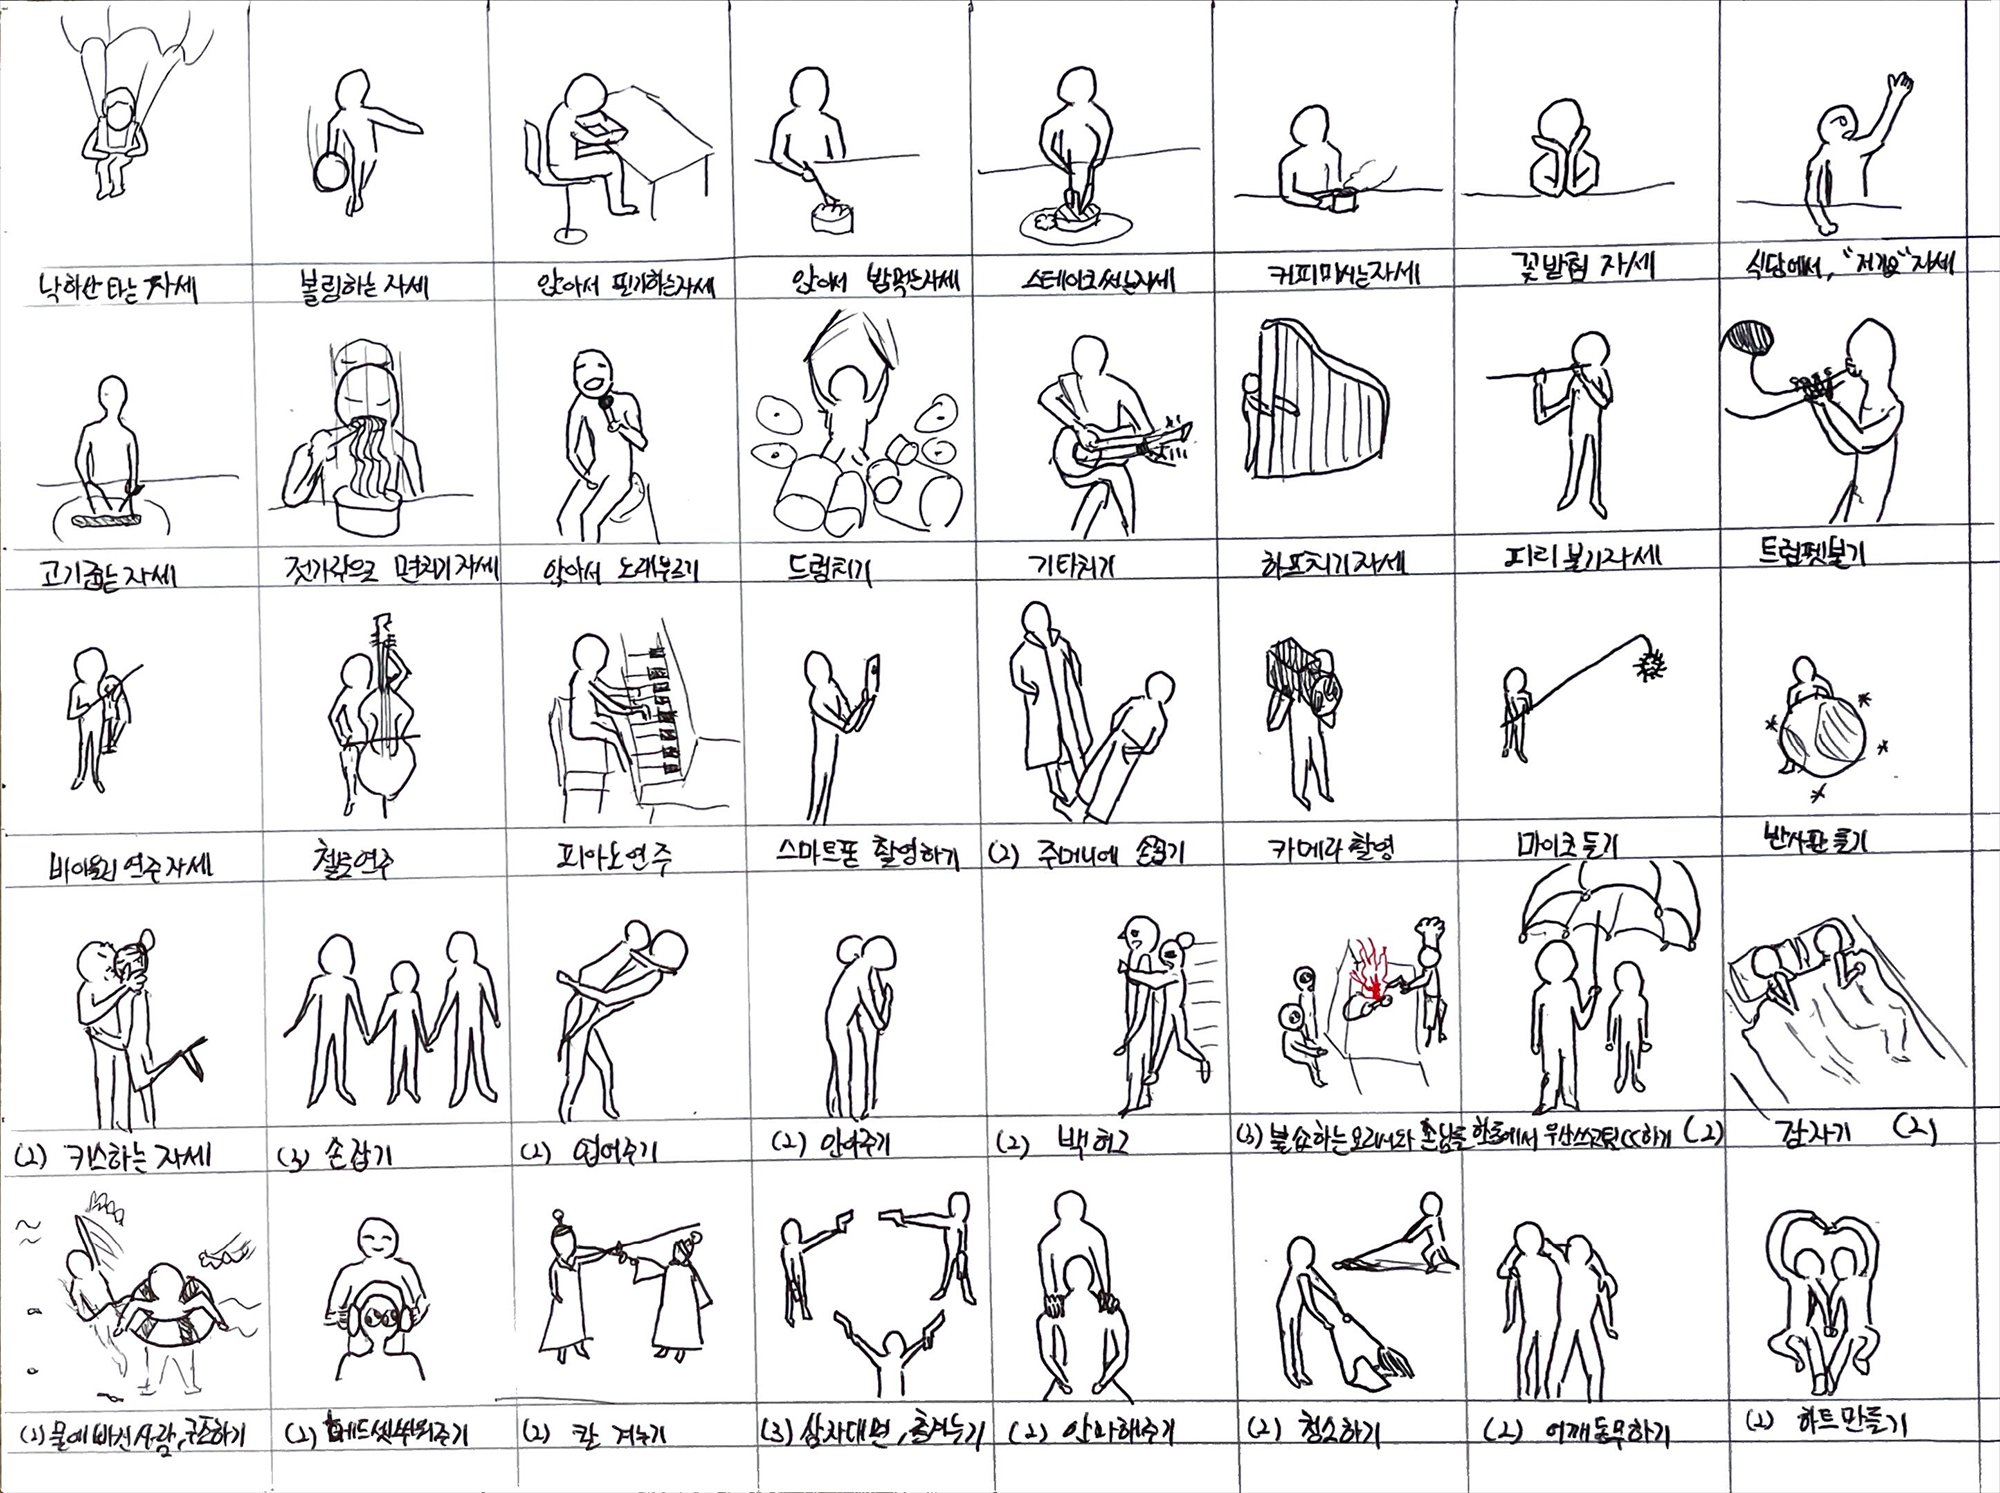 낙하산 타는 자세
볼링하는 자세
앉아서 필기하는자세
앉아서 밥먹는자세
스테이크써는자세
커피마시는자세
꽃받침 자세
식당에서, "저기요"자세
고기굽는자세
젓가락으로 면치기자세
앉아서 노래부르기
드럼치기
기타치기
하프치기자세
피리불기자세
트럼펫불기
바이올린 연주자세
첼로연주
피아노연주
스마트폰 촬영하기
(2) 주머니에 손꼽기
카메라 촬영
마이크 들기
반사판 들기
(2) 키스하는 자세
(3) 손잡기
(2) 업어주기
(2) 안아주기
(2) 백허그
(3) 불쇼하는 요리사와 손님들
우산쓰고 하기 (2)
잠자기 (2)
(2) 물에빠진사람, 구조하기
(2) 헤드셋씌워주기
(2) 칼 겨누기
(3) 삼자대면, 총겨누기
(2) 안마해주기
(2) 청소하기
(2) 어깨동무하기
(2) 하트만들기